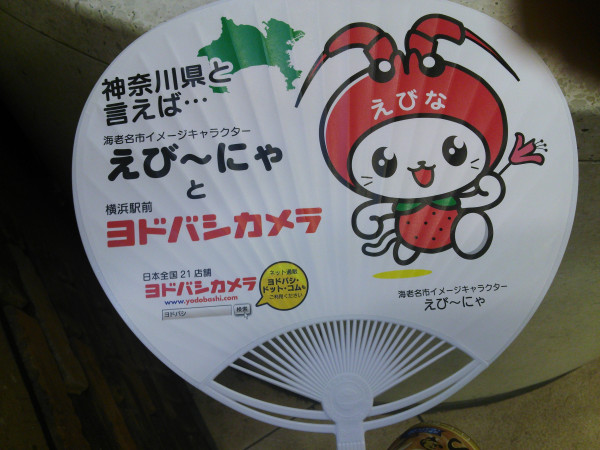 神奈川県と
言えば…
海老名市イメージキャラクター
えび〜にゃ
と
横浜駅前
ヨドバシカメラ
日本全国21店舗
ヨドバシカメラ
www.yodobashi.com
ヨドバシ 検索
ネット通販
ヨドバシ・
ドット・コムも
ご利用ください
えびな
海老名市イメージキャラクター
えび〜にゃ